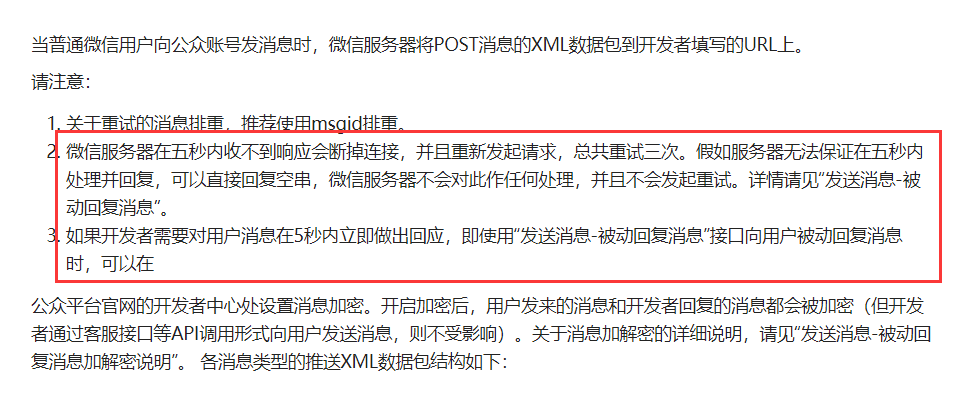 当普通微信用户向公众账号发消息时，微信服务器将POST消息的XML数据包到开发者填写的URL上。
请注意：
1. 关于重试的消息排重，推荐使用msgid排重。
2. 微信服务器在五秒内收不到响应会断掉连接，并且重新发起请求，总共重试三次。假如服务器无法保证在五秒内
处理并回复，可以直接回复空串，微信服务器不会对此作任何处理，并且不会发起重试。详情请见“发送消息-被
动回复消息”。
3. 如果开发者需要对用户消息在5秒内立即做出回应，即使用“发送消息-被动回复消息”接口向用户被动回复消息
时，可以在
公众平台官网的开发者中心处设置消息加密。开启加密后，用户发来的消息和开发者回复的消息都会被加密（但开发
者通过客服接口等API调用形式向用户发送消息，则不受影响）。关于消息加解密的详细说明，请见“发送消息-被动回
复消息加解密说明”。 各消息类型的推送XML数据包结构如下：